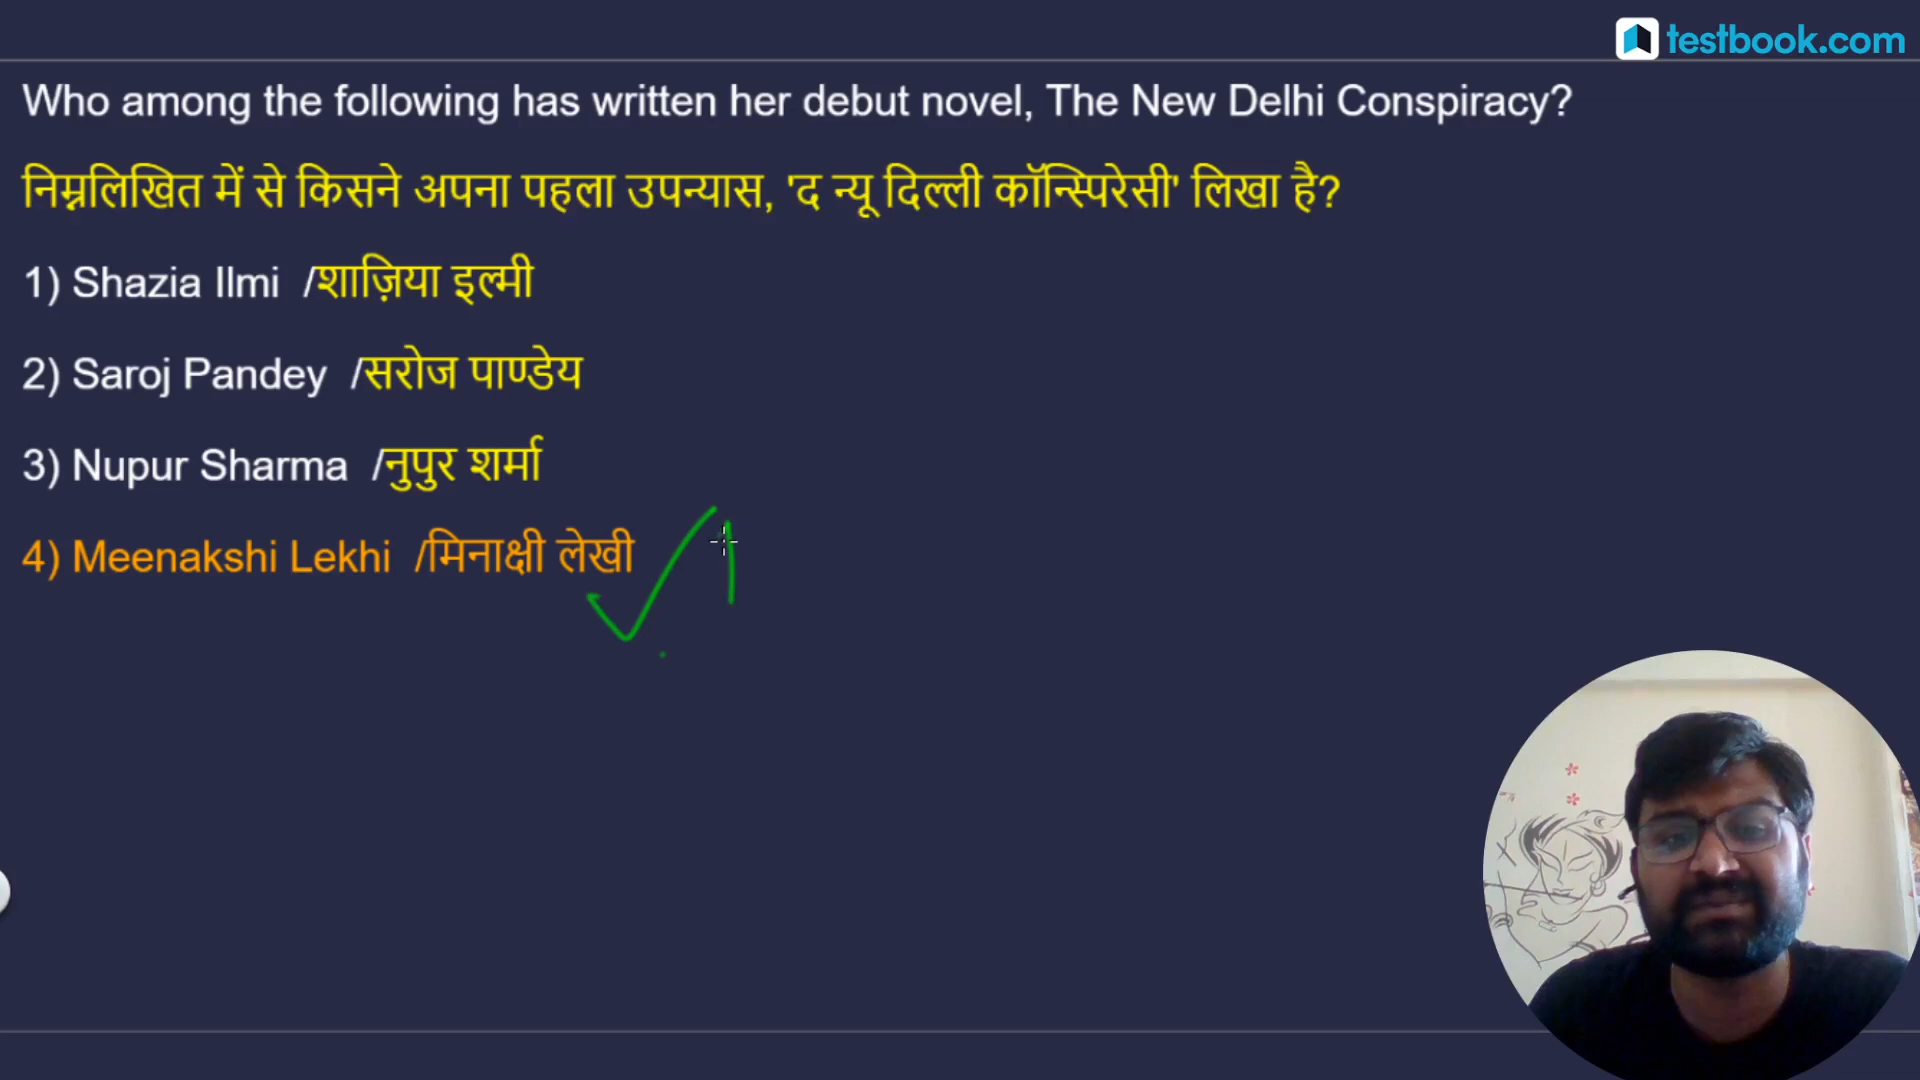 testbook.com
Who among the following has written her debut novel, The New Delhi Conspiracy?
निम्नलिखित में से किसने अपना पहला उपन्यास, 'द न्यू दिल्ली कॉन्स्पिरेसी' लिखा है?
1) Shazia Ilmi /शाज़िया इल्मी
2) Saroj Pandey /सरोज पाण्डेय
3) Nupur Sharma /नुपुर शर्मा
4) Meenakshi Lekhi /मिनाक्षी लेखी